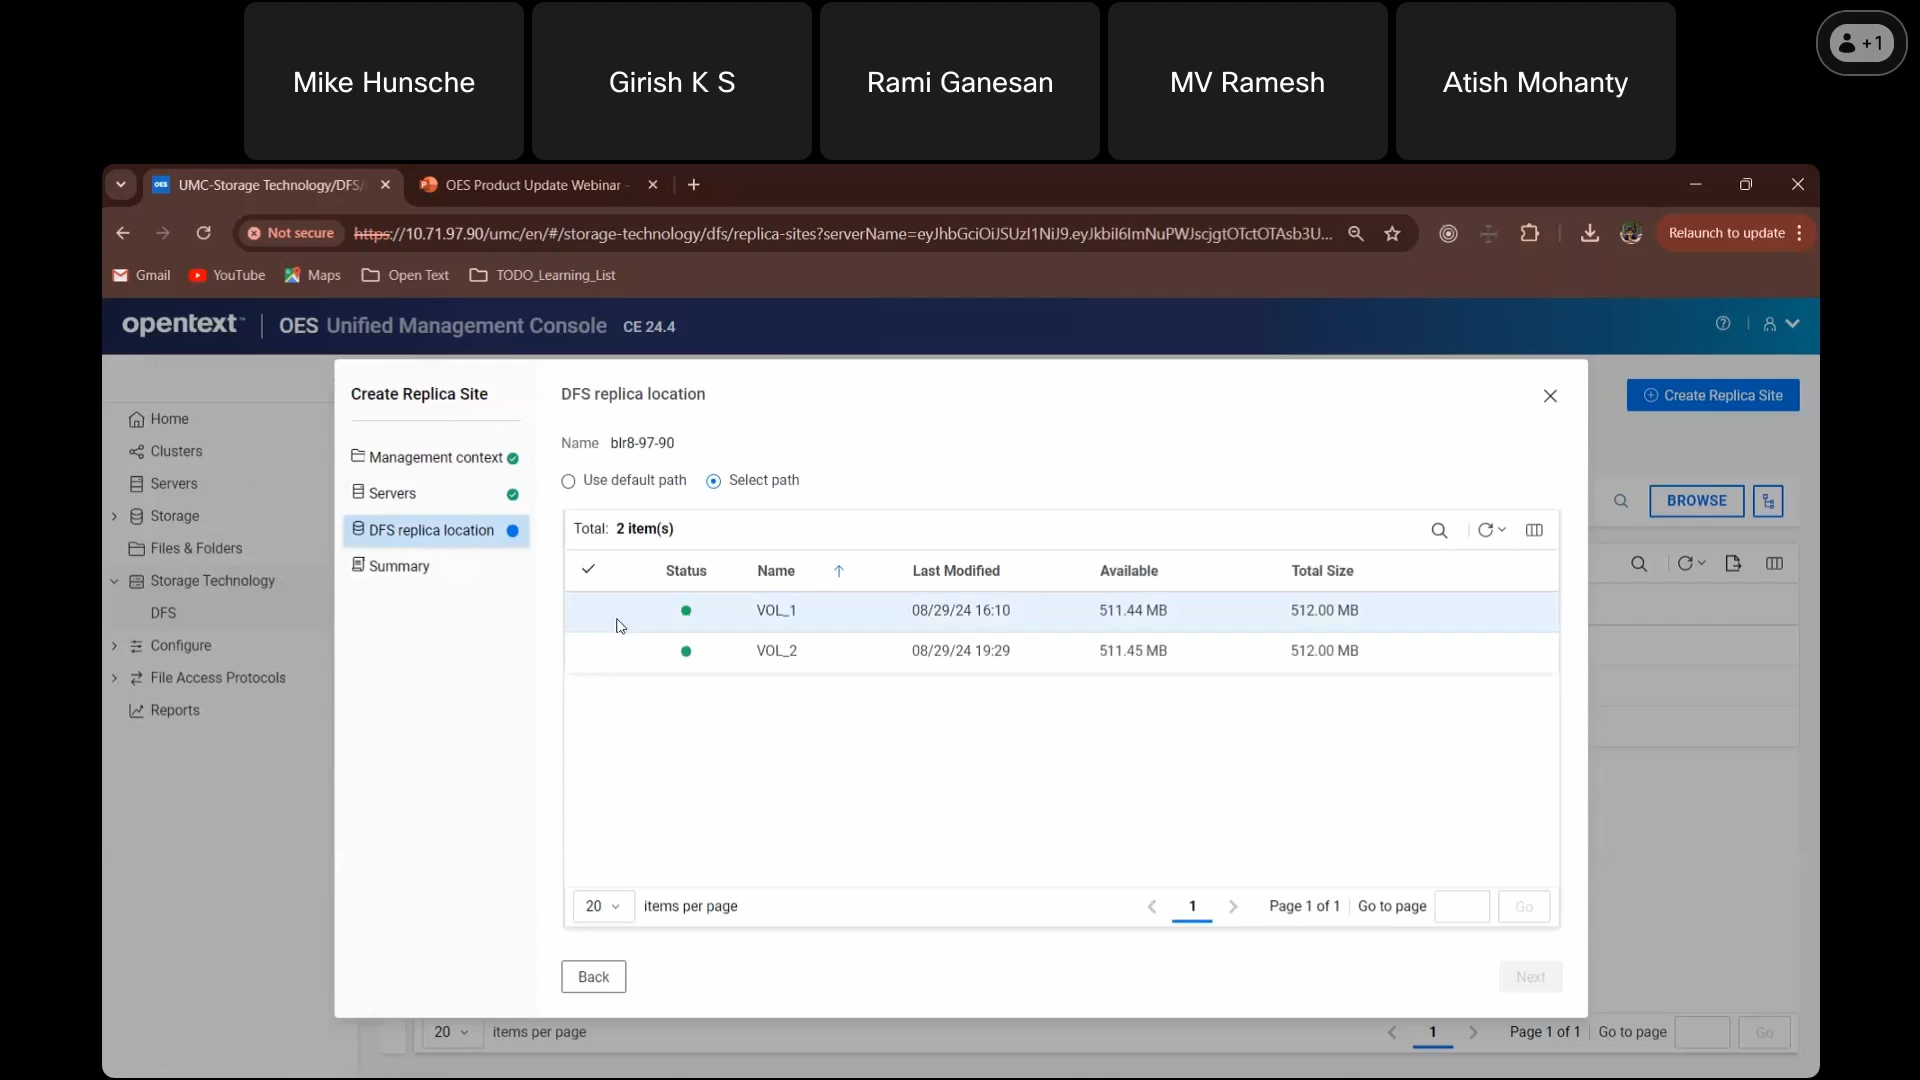 Mike Hunsche
Girish K S
Rami Ganesan
MV Ramesh
Atish Mohanty
+1
OES UMC-Storage Technology/DFS/
OES Product Update Webinar -
Not secure
https://10.71.97.90/umc/en/#/storage-technology/dfs/replica-sites?serverName=eyJhbGciOiJSUzI1NiJ9.eyJkbiI6ImNuPWJscjgtOTctOTAsb3U...
Relaunch to update
Gmail
YouTube
Maps
Open Text
TODO_Learning_List
opentext™ | OES Unified Management Console CE 24.4
Home
Clusters
Servers
Storage
Files & Folders
Storage Technology
DFS
Configure
File Access Protocols
Reports
Create Replica Site
Management context
Servers
DFS replica location
Summary
DFS replica location
Name blr8-97-90
Use default path
Select path
Total: 2 item(s)
Status Name Last Modified Available Total Size
VOL_1 08/29/24 16:10 511.44 MB 512.00 MB
VOL_2 08/29/24 19:29 511.45 MB 512.00 MB
20 items per page
1
Page 1 of 1 Go to page Go
Back
Next
Create Replica Site
BROWSE
20 items per page
1
Page 1 of 1 Go to page Go